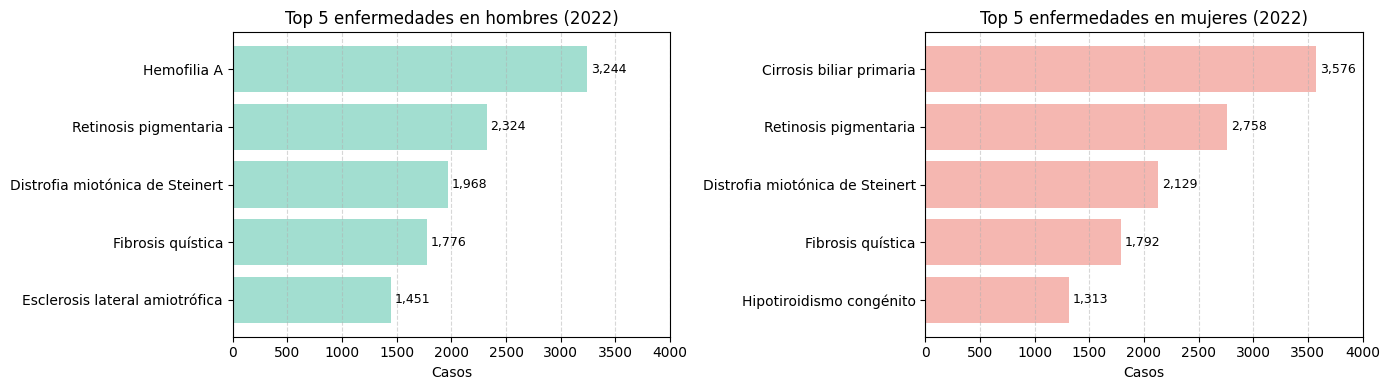 Top 5 enfermedades en hombres (2022)
Hemofilia A
3,244
Retinosis pigmentaria
2,324
Distrofia miotónica de Steinert
1,968
Fibrosis quística
1,776
Esclerosis lateral amiotrófica
1,451
0 500 1000 1500 2000 2500 3000 3500 4000
Casos
Top 5 enfermedades en mujeres (2022)
Cirrosis biliar primaria
3,576
Retinosis pigmentaria
2,758
Distrofia miotónica de Steinert
2,129
Fibrosis quística
1,792
Hipotiroidismo congénito
1,313
0 500 1000 1500 2000 2500 3000 3500 4000
Casos